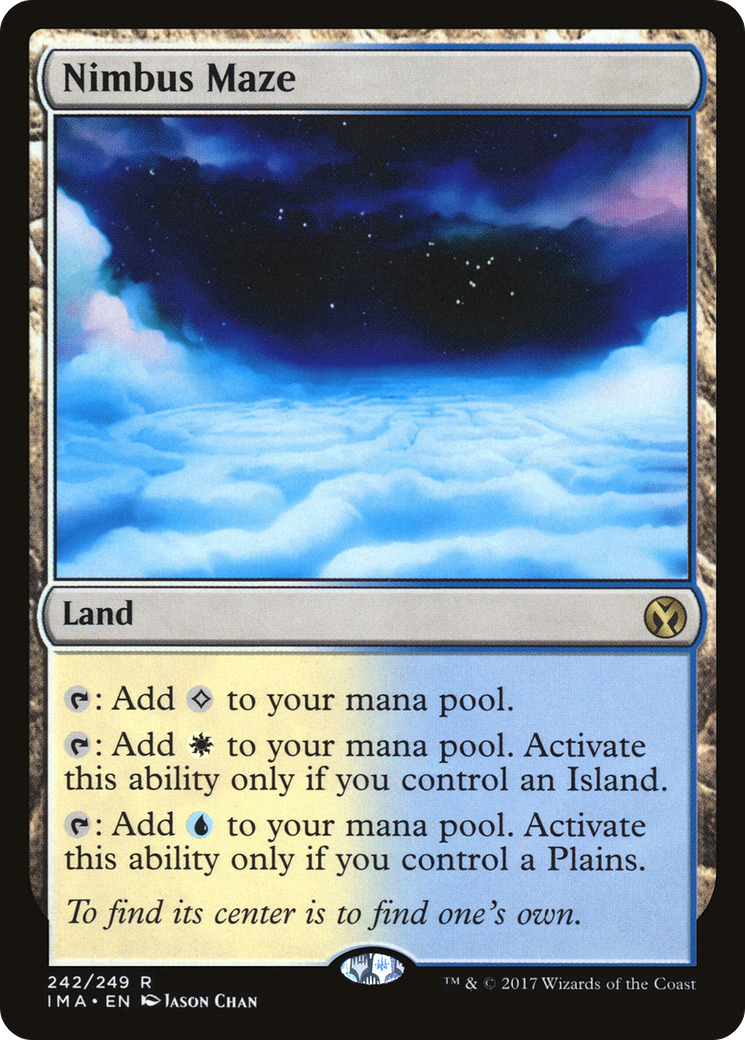 Nimbus Maze
Land
: Add to your mana pool.
: Add to your mana pool. Activate
this ability only if you control an Island.
: Add to your mana pool. Activate
this ability only if you control a Plains.
To find its center is to find one's own.
242/249 R
IMA • EN Jason Chan
™ & © 2017 Wizards of the Coast